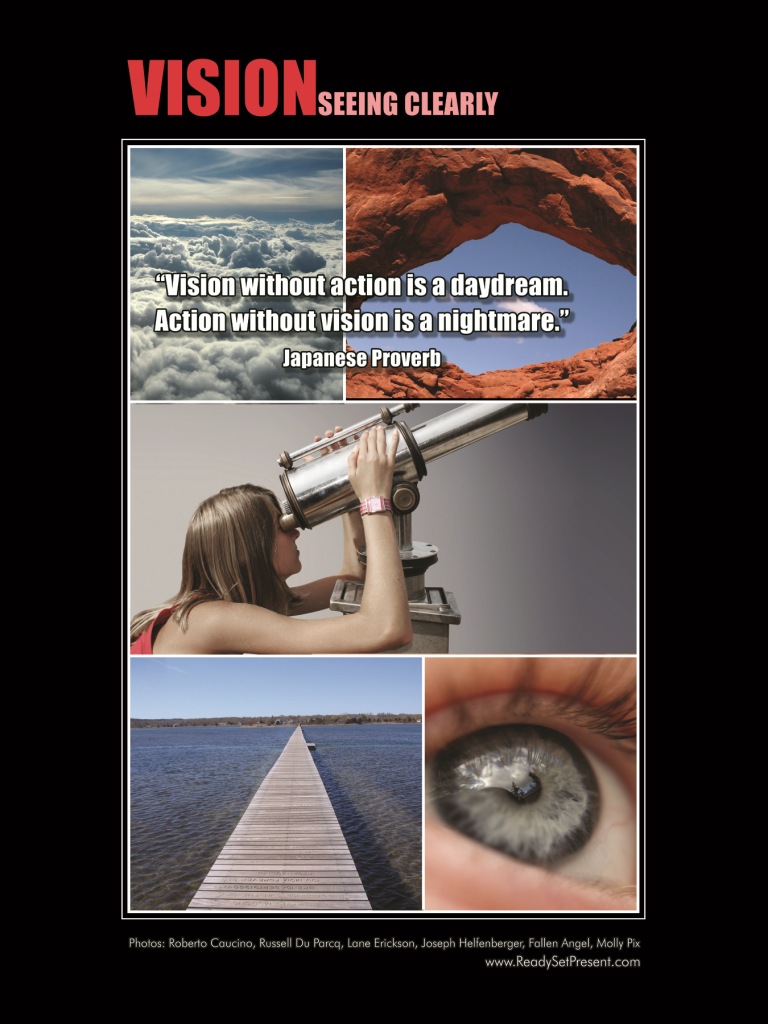 VISION SEEING CLEARLY
“Vision without action is a daydream.
Action without vision is a nightmare.”
Japanese Proverb
Photos: Roberto Caucino, Russell Du Parcq, Lane Erickson, Joseph Helfenberger, Fallen Angel, Molly Pix
www.ReadySetPresent.com